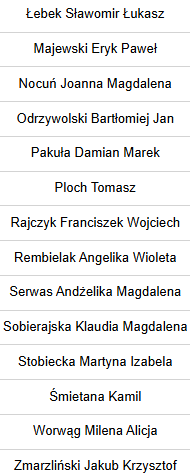 Łebek Sławomir Łukasz
Majewski Eryk Paweł
Nocuń Joanna Magdalena
Odrzywolski Bartłomiej Jan
Pakuła Damian Marek
Ploch Tomasz
Rajczyk Franciszek Wojciech
Rembielak Angelika Wioleta
Serwas Andżelika Magdalena
Sobierajska Klaudia Magdalena
Stobiecka Martyna Izabela
Śmietana Kamil
Worwąg Milena Alicja
Zmarzliński Jakub Krzysztof